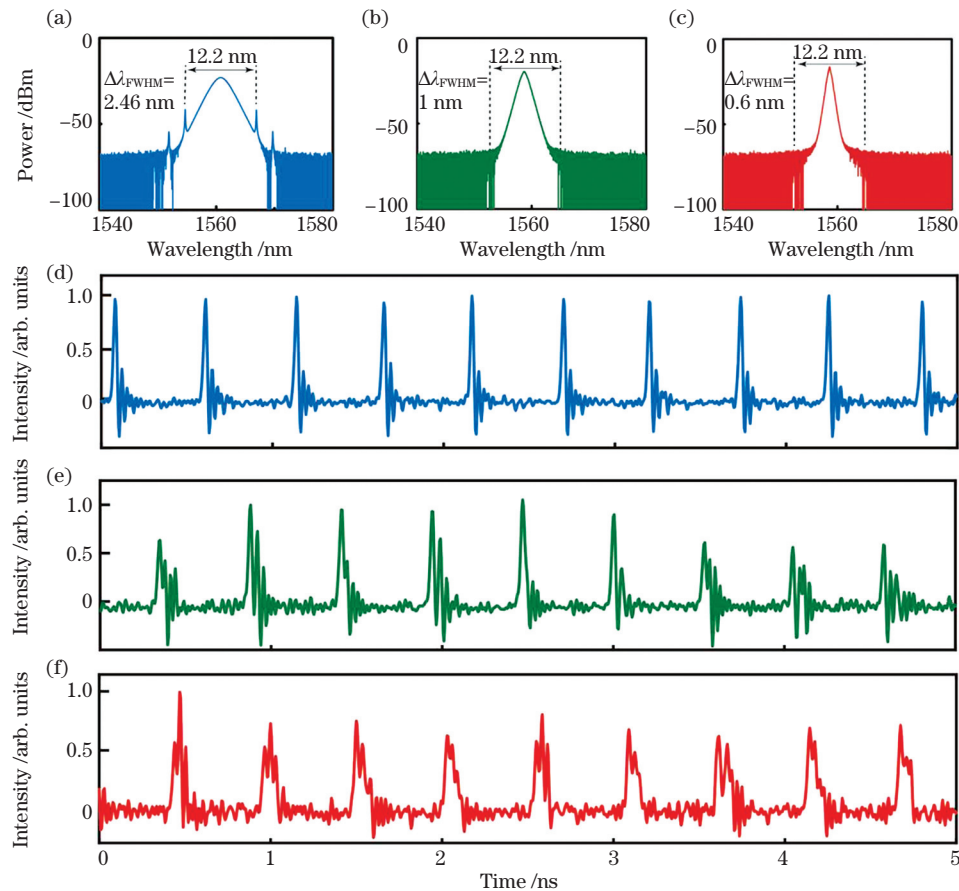 (a)
0
−50
−100
Power /dBm
12.2 nm
Δλ_FWHM=
2.46 nm
1540
1560
1580
Wavelength /nm
(b)
0
−50
−100
12.2 nm
Δλ_FWHM=
1 nm
1540
1560
1580
Wavelength /nm
(c)
0
−50
−100
12.2 nm
Δλ_FWHM=
0.6 nm
1540
1560
1580
Wavelength /nm
(d)
1.0
0.5
0
Intensity /arb. units
(e)
1.0
0.5
0
Intensity /arb. units
(f)
1.0
0.5
0
Intensity /arb. units
0
1
2
3
4
5
Time /ns